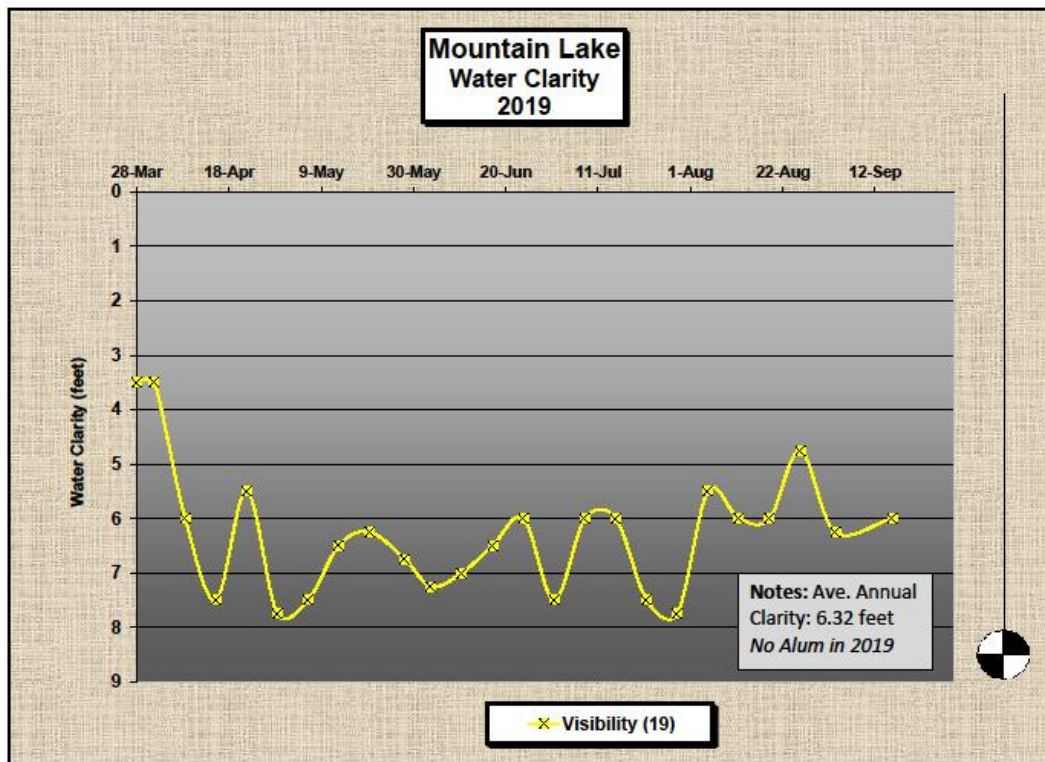 Mountain Lake
Water Clarity
2019
28-Mar 18-Apr 9-May 30-May 20-Jun 11-Jul 1-Aug 22-Aug 12-Sep
0
1
2
3
4
5
6
7
8
9
Water Clarity (feet)
Notes: Ave. Annual
Clarity: 6.32 feet
No Alum in 2019
Visibility (19)